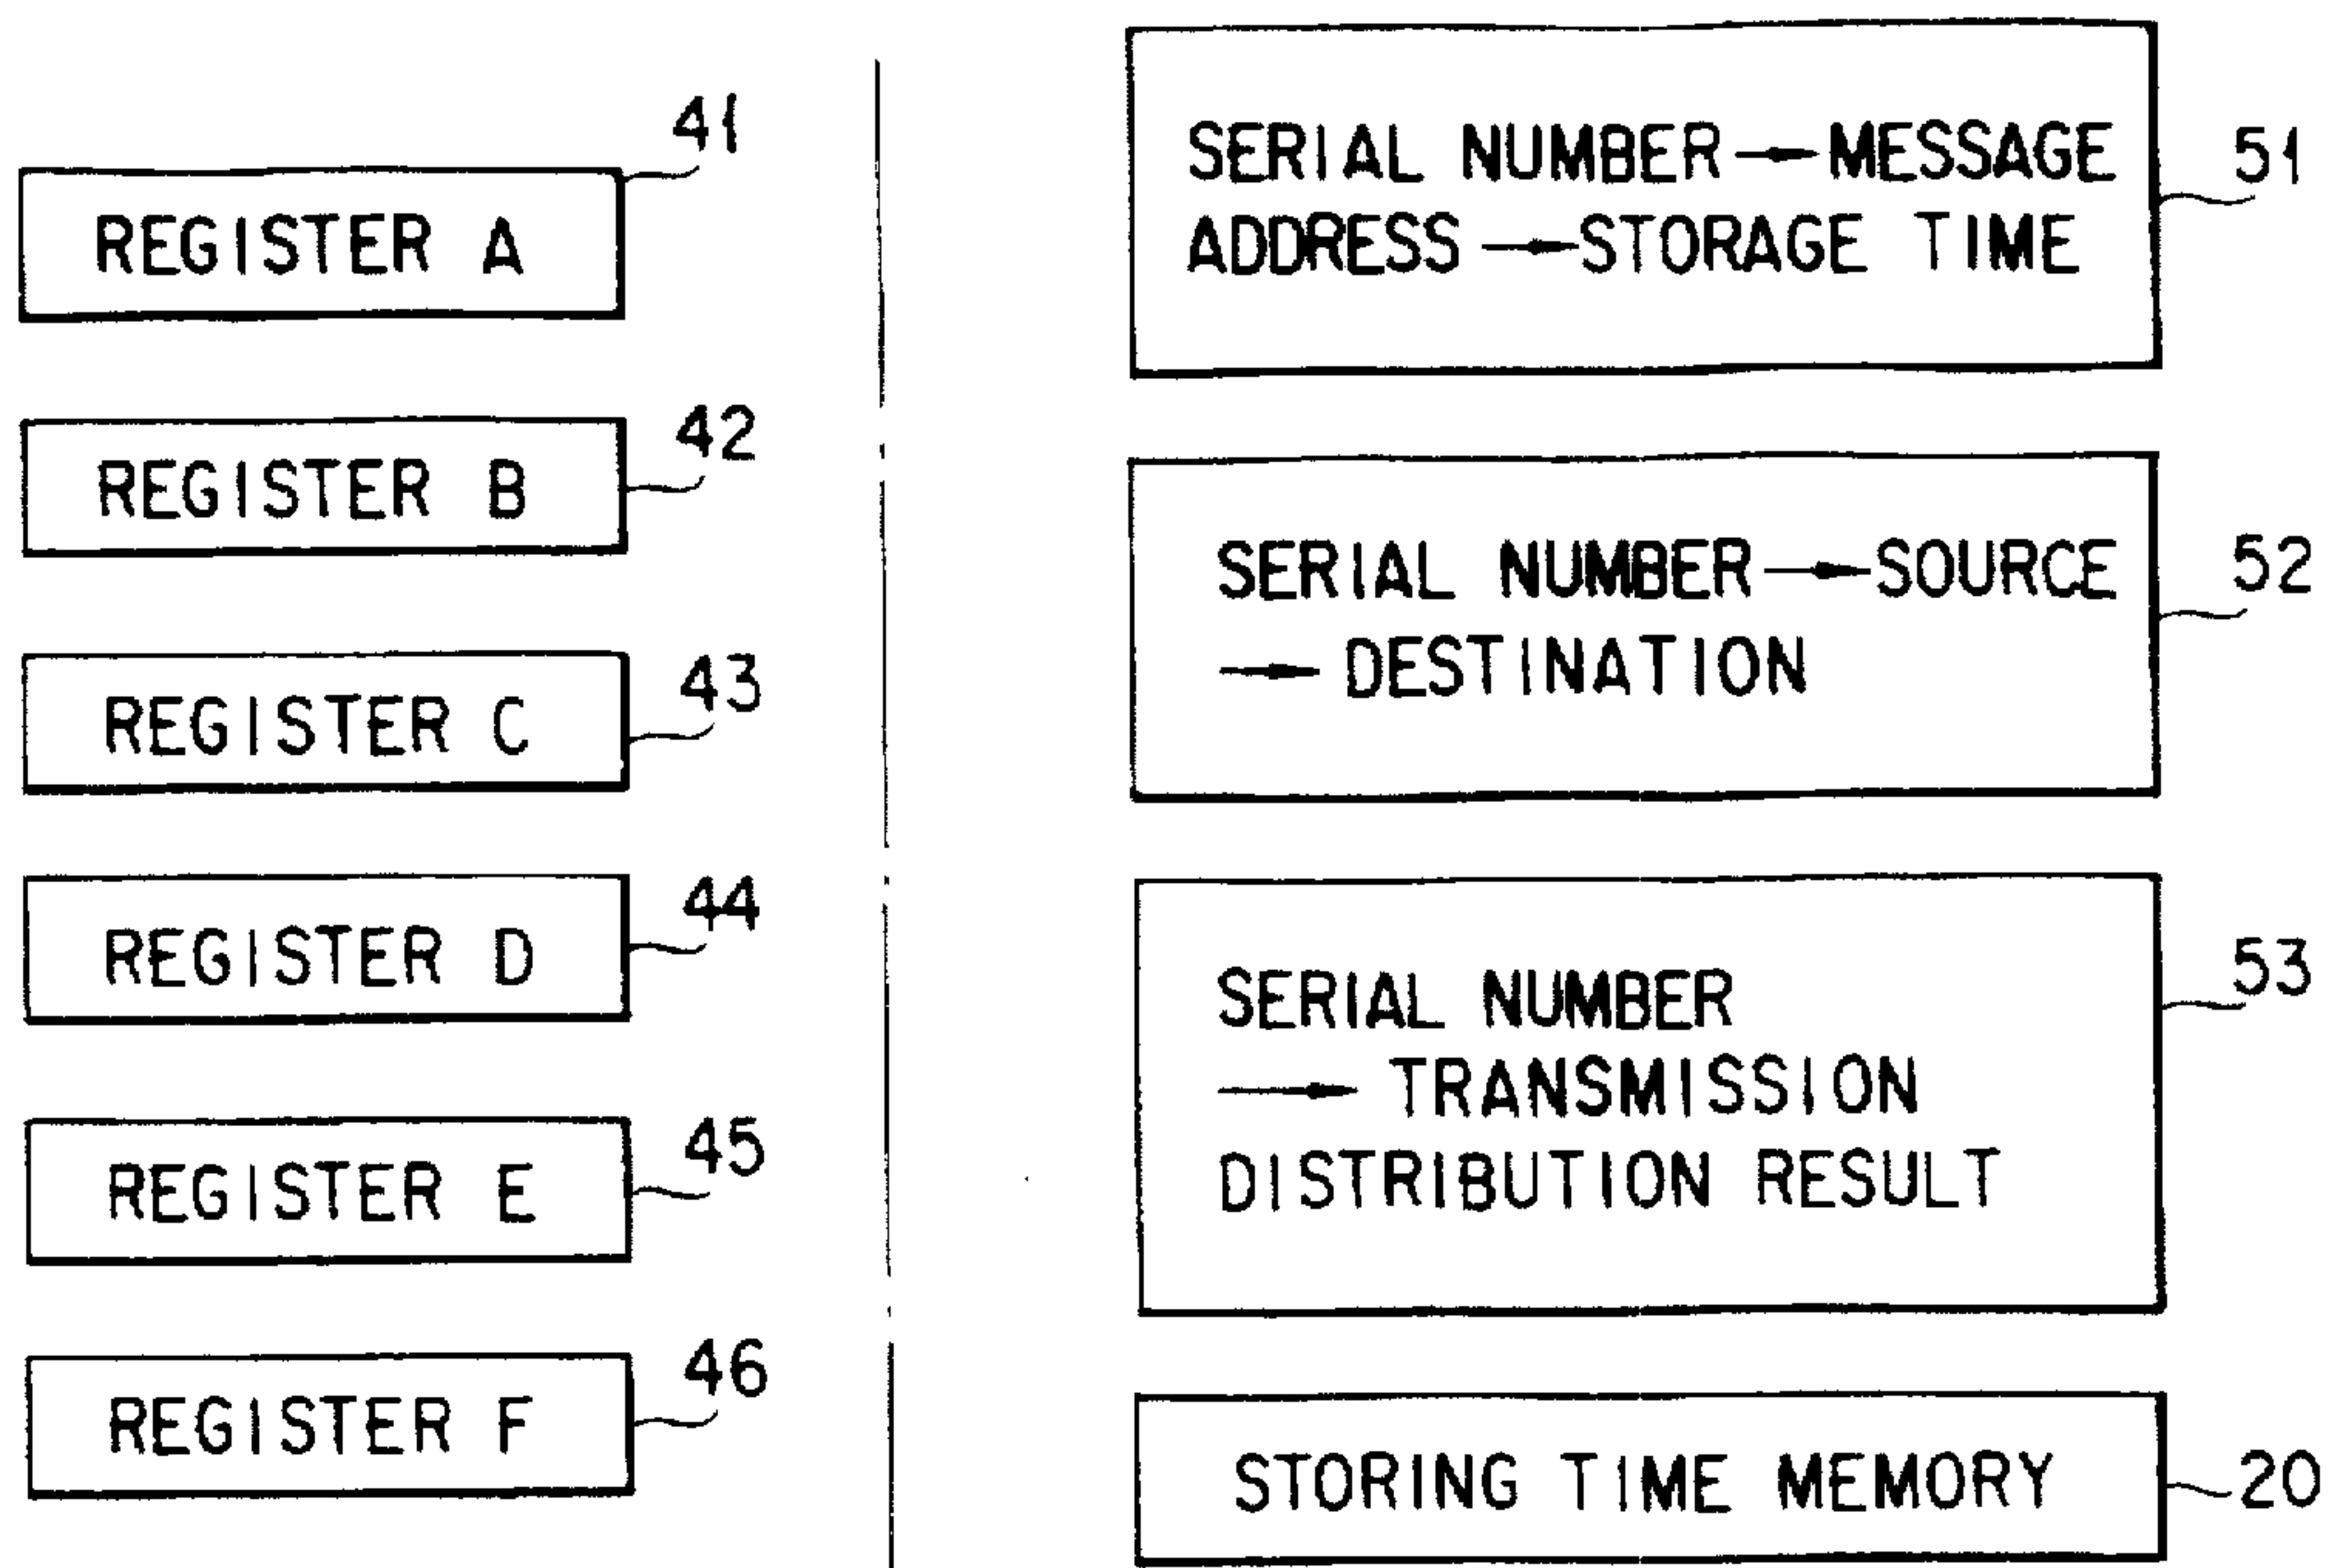 41
REGISTER A
42
REGISTER B
43
REGISTER C
44
REGISTER D
45
REGISTER E
46
REGISTER F
SERIAL NUMBER → MESSAGE
ADDRESS → STORAGE TIME
51
SERIAL NUMBER → SOURCE
→ DESTINATION
52
SERIAL NUMBER
→ TRANSMISSION
DISTRIBUTION RESULT
53
STORING TIME MEMORY
20